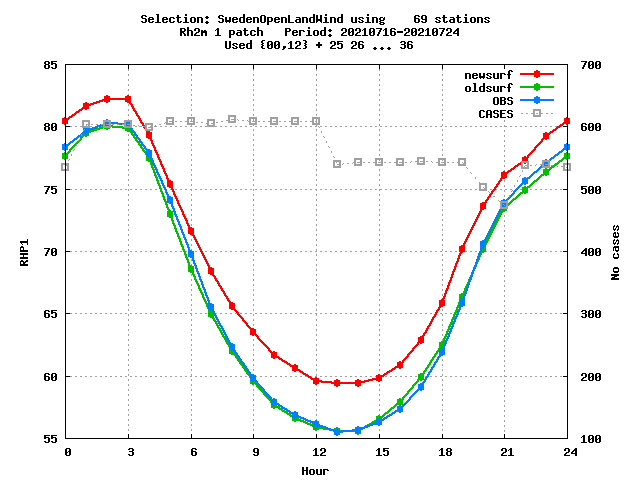 Selection: SwedenOpenLandWind using    69 stations
Rh2m 1 patch   Period: 20210716-20210724
Used {00,12} + 25 26 ... 36
85 700
newsurf
oldsurf
OBS
CASES
80 600
75 500
70 400
65 300
60 200
55 100
RHP1
No cases
0 3 6 9 12 15 18 21 24
Hour